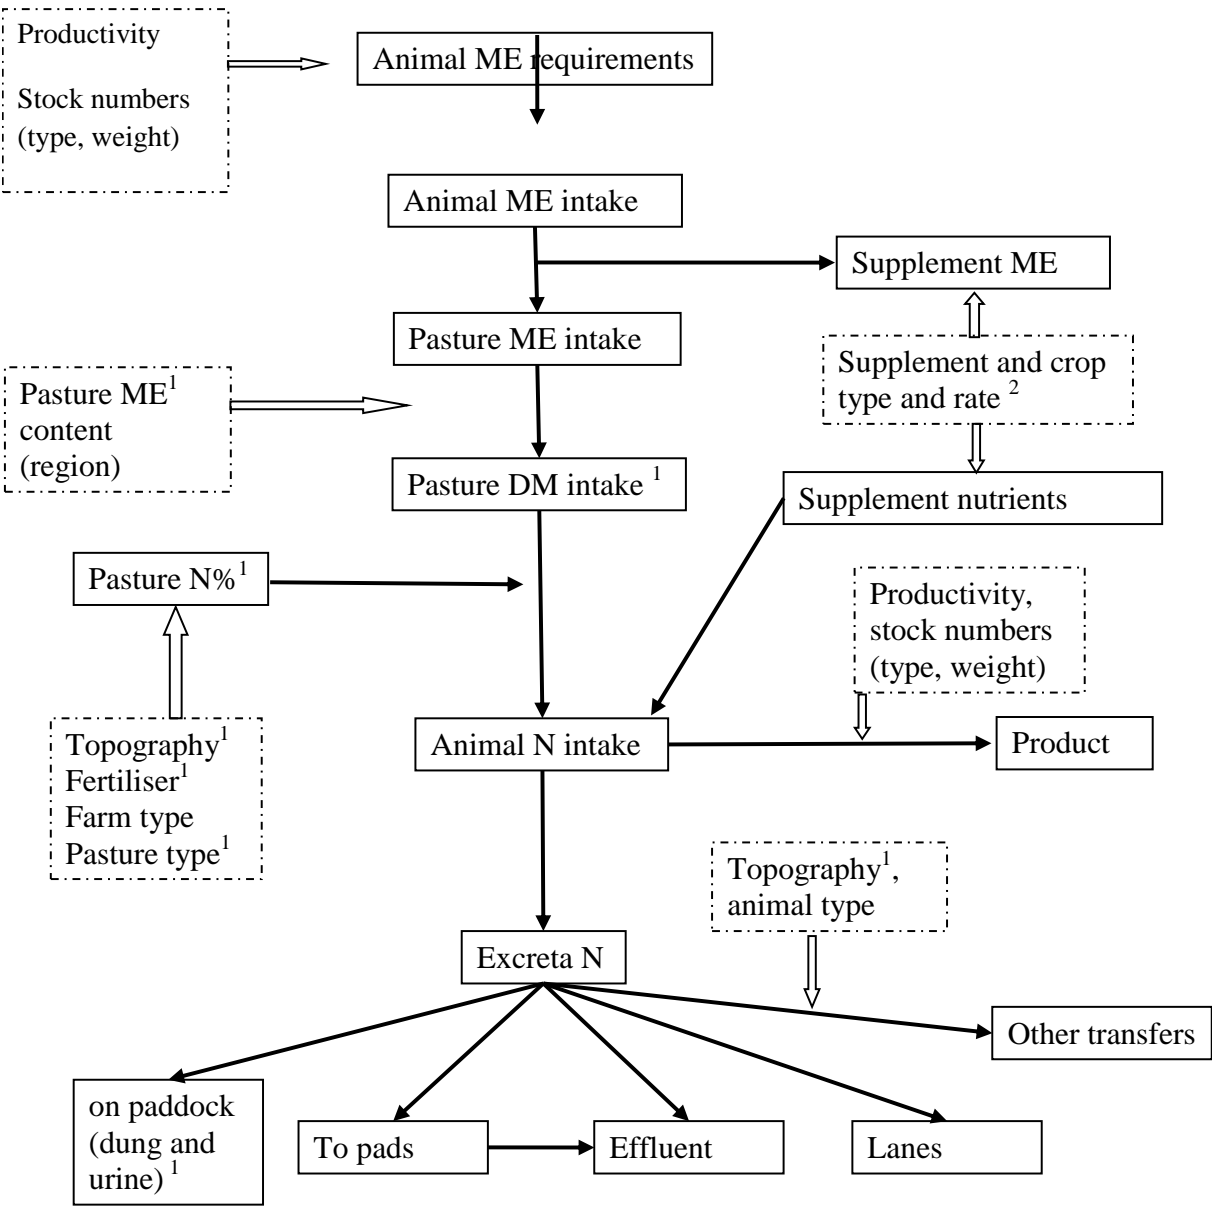 Productivity
Stock numbers
(type, weight)
Animal ME requirements
Animal ME intake
Supplement ME
Pasture ME intake
Supplement and crop
type and rate 2
Pasture ME1
content
(region)
Pasture DM intake 1
Supplement nutrients
Pasture N%1
Productivity,
stock numbers
(type, weight)
Topography1
Fertiliser1
Farm type
Pasture type1
Animal N intake
Product
Topography1,
animal type
Excreta N
Other transfers
on paddock
(dung and
urine) 1
To pads
Effluent
Lanes